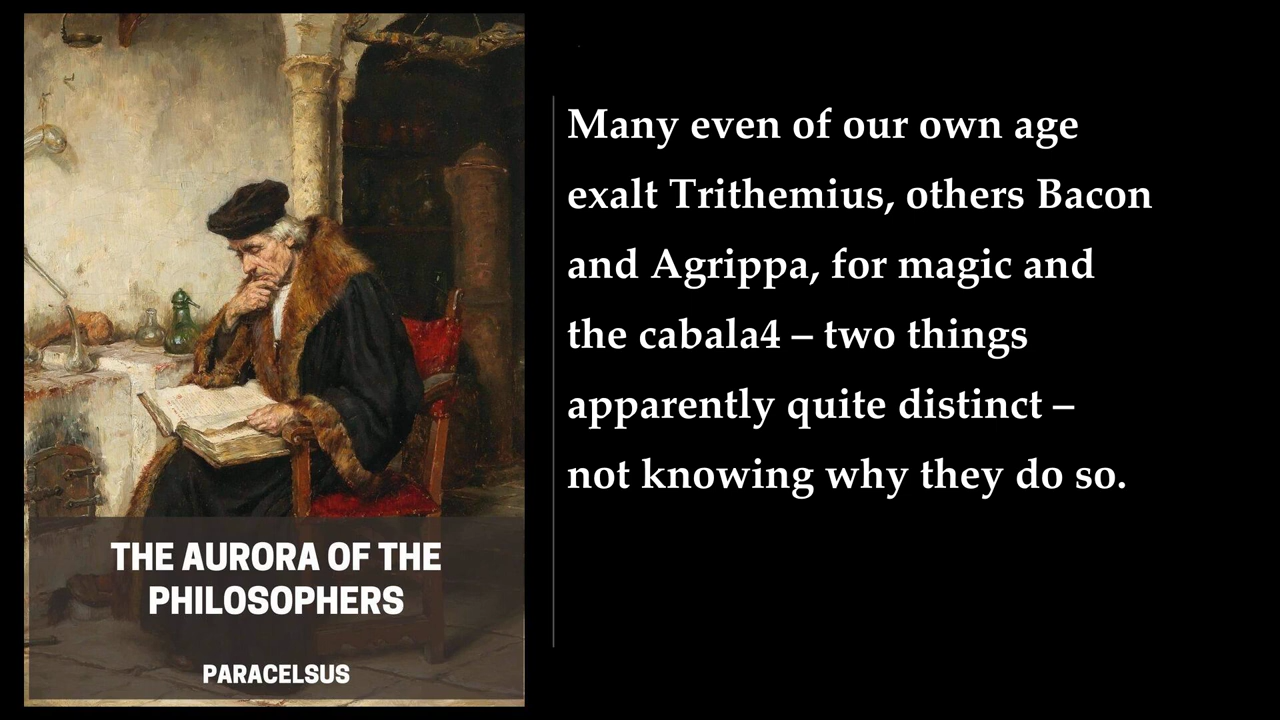 THE AURORA OF THE
PHILOSOPHERS
PARACELSUS
Many even of our own age
exalt Trithemius, others Bacon
and Agrippa, for magic and
the cabala4 – two things
apparently quite distinct –
not knowing why they do so.